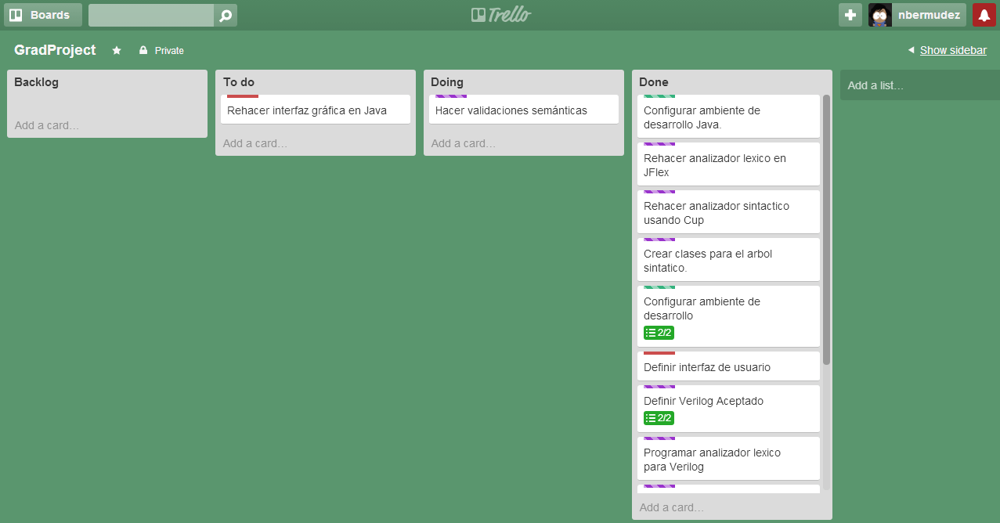 Boards
Trello
nbermudez
GradProject
Private
Show sidebar
Backlog
Add a card…
To do
Rehacer interfaz gráfica en Java
Add a card…
Doing
Hacer validaciones semánticas
Add a card…
Done
Configurar ambiente de
desarrollo Java.
Rehacer analizador lexico en
JFlex
Rehacer analizador sintactico
usando Cup
Crear clases para el arbol
sintatico.
Configurar ambiente de
desarrollo
2/2
Definir interfaz de usuario
Definir Verilog Aceptado
2/2
Programar analizador lexico
para Verilog
Add a card…
Add a list…